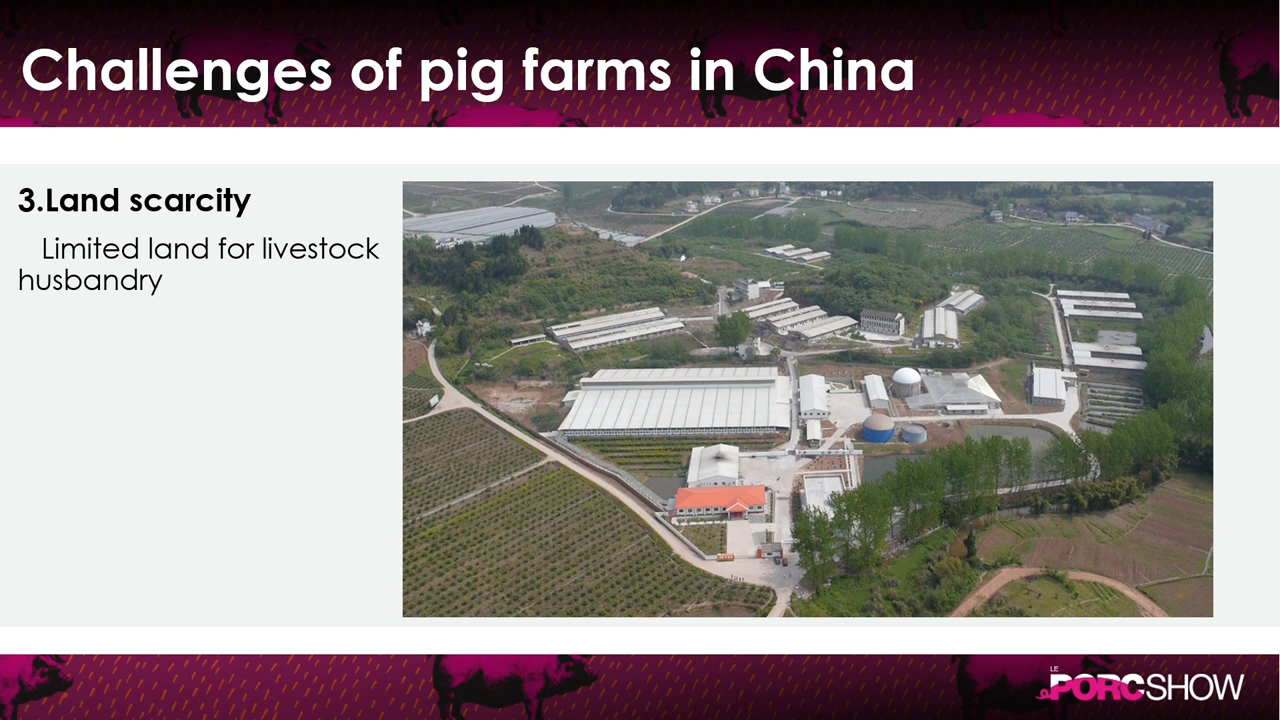 Challenges of pig farms in China
3.Land scarcity
Limited land for livestock
husbandry
LE
PORCSHOW